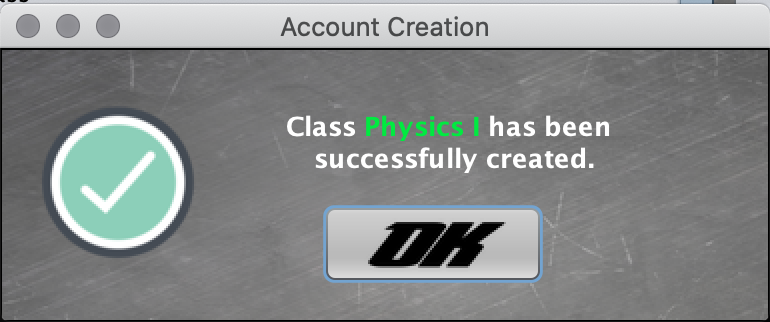 Account Creation
Class Physics I has been
successfully created.
OK